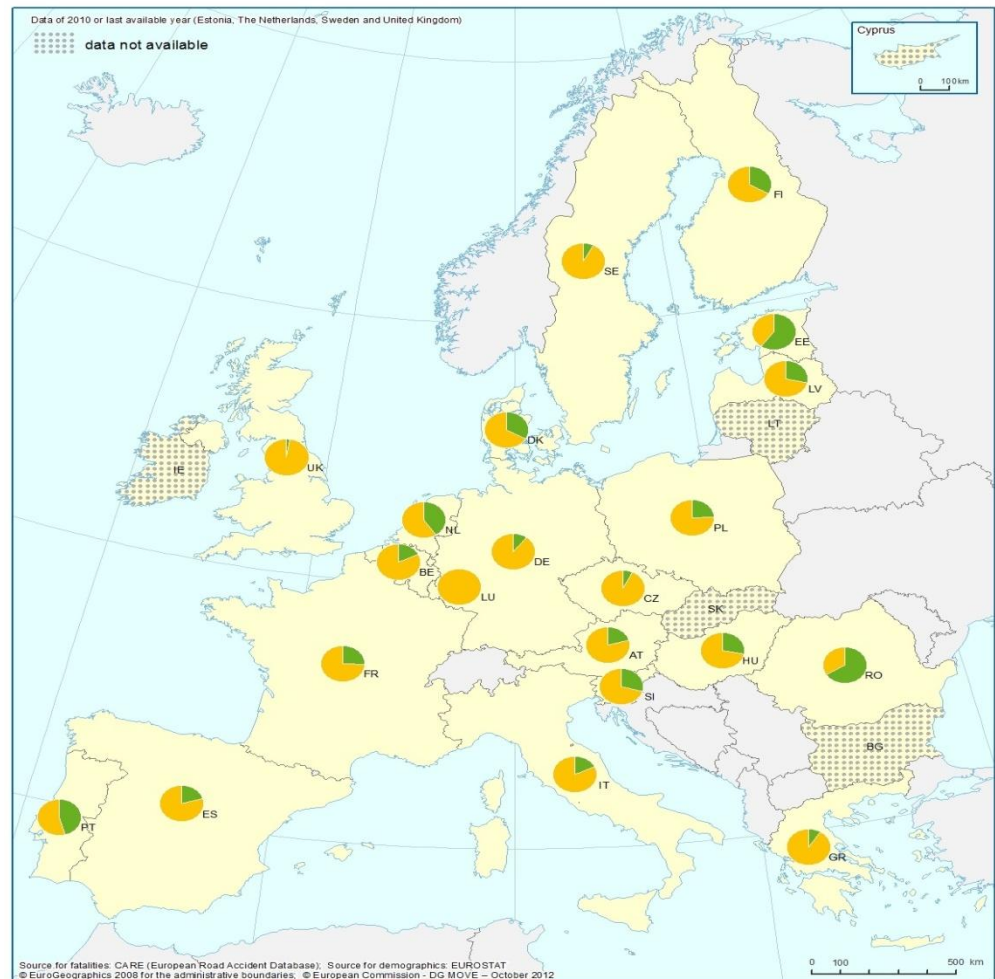 Data of 2010 or last available year (Estonia, The Netherlands, Sweden and United Kingdom)
data not available
Cyprus
0 100 km
FI
SE
EE
LV
DK
LT
IE
UK
NL
PL
DE
BE
LU
CZ
SK
AT
HU
FR
RO
SI
BG
IT
ES
PT
GR
Source for fatalities: CARE (European Road Accident Database); Source for demographics: EUROSTAT
© EuroGeographics 2008 for the administrative boundaries; © European Commission - DG MOVE – October 2012
0 100 500 km